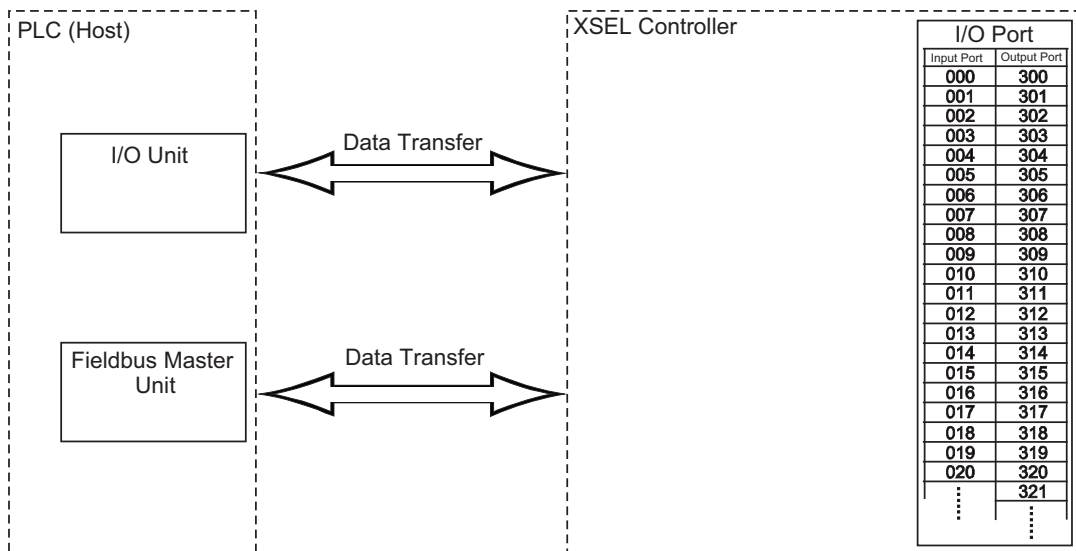 PLC (Host)
XSEL Controller
I/O Unit
Data Transfer
Fieldbus Master
Unit
Data Transfer
I/O Port
Input Port Output Port
000 300
001 301
002 302
003 303
004 304
005 305
006 306
007 307
008 308
009 309
010 310
011 311
012 312
013 313
014 314
015 315
016 316
017 317
018 318
019 319
020 320
321